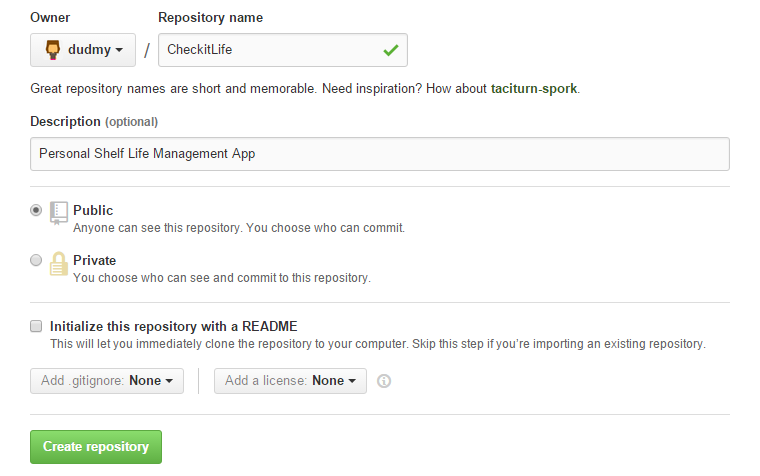 Owner Repository name
dudmy / CheckitLife
Great repository names are short and memorable. Need inspiration? How about taciturn-spork.
Description (optional)
Personal Shelf Life Management App
Public
Anyone can see this repository. You choose who can commit.
Private
You choose who can see and commit to this repository.
Initialize this repository with a README
This will let you immediately clone the repository to your computer. Skip this step if you’re importing an existing repository.
Add .gitignore: None Add a license: None
Create repository